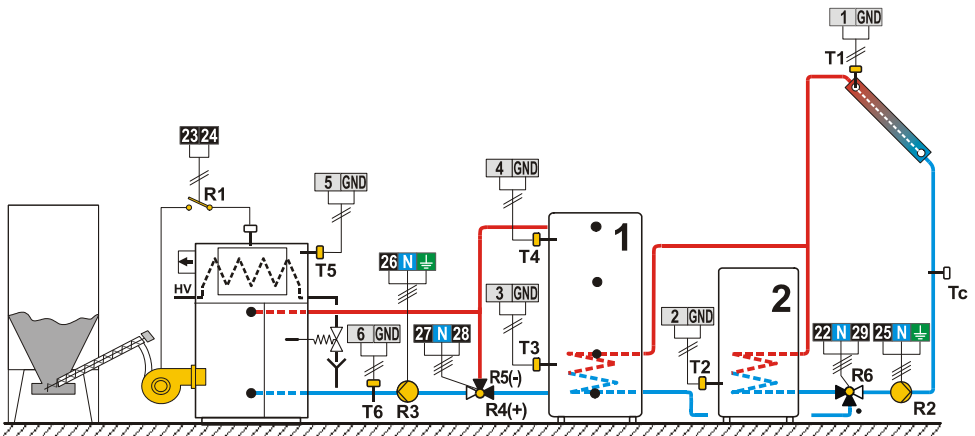 1 GND
T1
23 24
R1
5 GND
T5
4 GND
T4
1
HV
26 N
3 GND
T3
2
Tc
6 GND
T6
27 N 28
R3
R5(-)
R4(+)
2 GND
T2
22 N 29
25 N
R6
R2